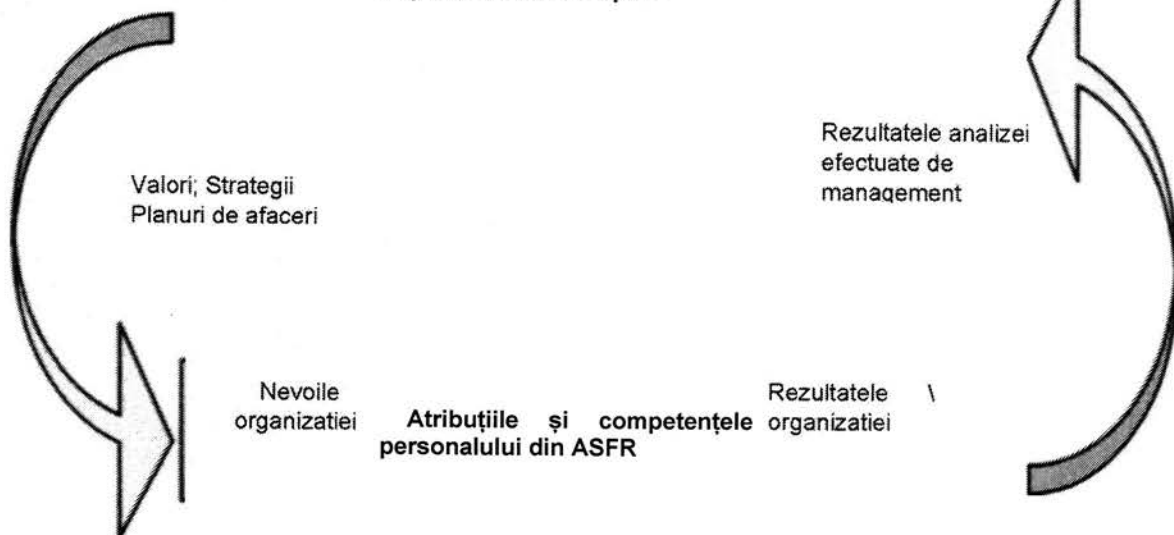 Valori; Strategii
Planuri de afaceri
Rezultatele analizei
efectuate de
management
Nevoile
organizatiei
Atribuțiile și competențele
personalului din ASFR
Rezultatele \
organizatiei